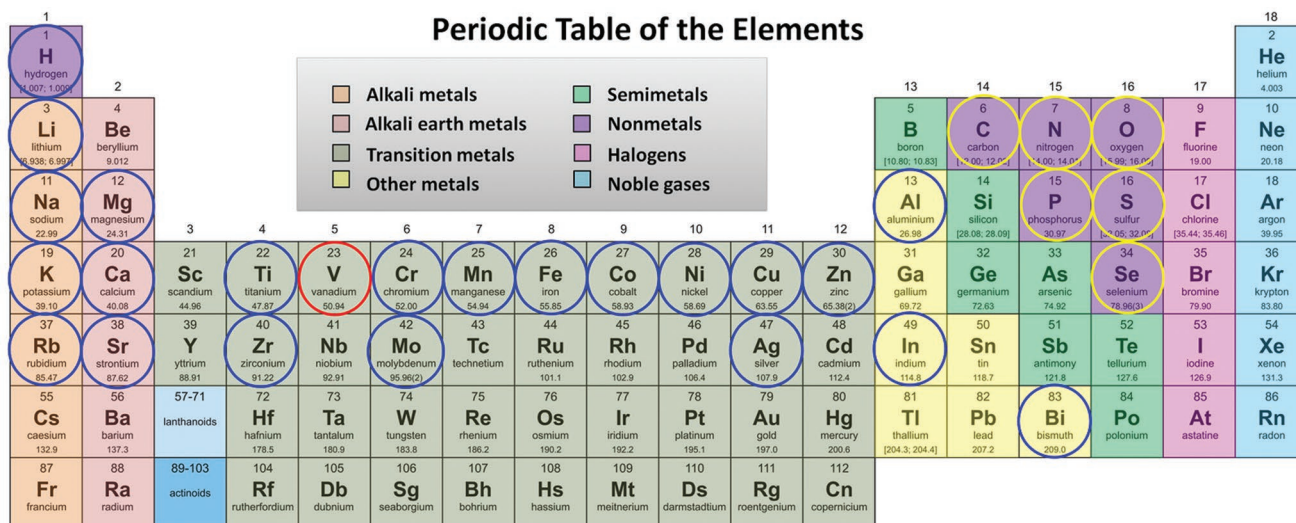 Periodic Table of the Elements
1 18
1 2
H He
hydrogen helium
[1.007; 1.009] 4.003
Alkali metals Semimetals
Alkali earth metals Nonmetals
Transition metals Halogens
Other metals Noble gases
2 13 14 15 16 17
3 4 5 6 7 8 9 10
Li Be B C N O F Ne
lithium beryllium boron carbon nitrogen oxygen fluorine neon
[6.938; 6.997] 9.012 [10.80; 10.83] 19.00 20.18
11 12 13 14 15 16 17 18
Na Mg Al Si P S Cl Ar
sodium magnesium aluminium silicon phosphorus sulfur chlorine argon
22.99 24.31 26.98 [28.08; 28.09] 30.97 [35.44; 35.46] 39.95
3 4 5 6 7 8 9 10 11 12
19 20 21 22 23 24 25 26 27 28 29 30 31 32 33 34 35 36
K Ca Sc Ti V Cr Mn Fe Co Ni Cu Zn Ga Ge As Se Br Kr
potassium calcium scandium titanium vanadium chromium manganese iron cobalt nickel copper zinc gallium germanium arsenic selenium bromine krypton
39.10 40.08 44.96 47.87 50.94 52.00 54.94 55.85 58.93 58.69 63.55 65.38(2) 69.72 72.63 74.92 78.96(3) 79.90 83.80
37 38 39 40 41 42 43 44 45 46 47 48 49 50 51 52 53 54
Rb Sr Y Zr Nb Mo Tc Ru Rh Pd Ag Cd In Sn Sb Te I Xe
rubidium strontium yttrium zirconium niobium molybdenum technetium ruthenium rhodium palladium silver cadmium indium tin antimony tellurium iodine xenon
85.47 87.62 88.91 91.22 92.91 95.96(2) 101.1 102.9 106.4 107.9 112.4 114.8 118.7 121.8 127.6 126.9 131.3
55 56 57-71 72 73 74 75 76 77 78 79 80 81 82 83 84 85 86
Cs Ba lanthanoids Hf Ta W Re Os Ir Pt Au Hg Tl Pb Bi Po At Rn
caesium barium hafnium tantalum tungsten rhenium osmium iridium platinum gold mercury thallium lead bismuth polonium astatine radon
132.9 137.3 178.5 180.9 183.8 186.2 190.2 192.2 195.1 197.0 200.6 [204.3; 204.4] 207.2 209.0
87 88 89-103 104 105 106 107 108 109 110 111 112
Fr Ra actinoids Rf Db Sg Bh Hs Mt Ds Rg Cn
francium radium rutherfordium dubnium seaborgium bohrium hassium meitnerium darmstadtium roentgenium copernicium